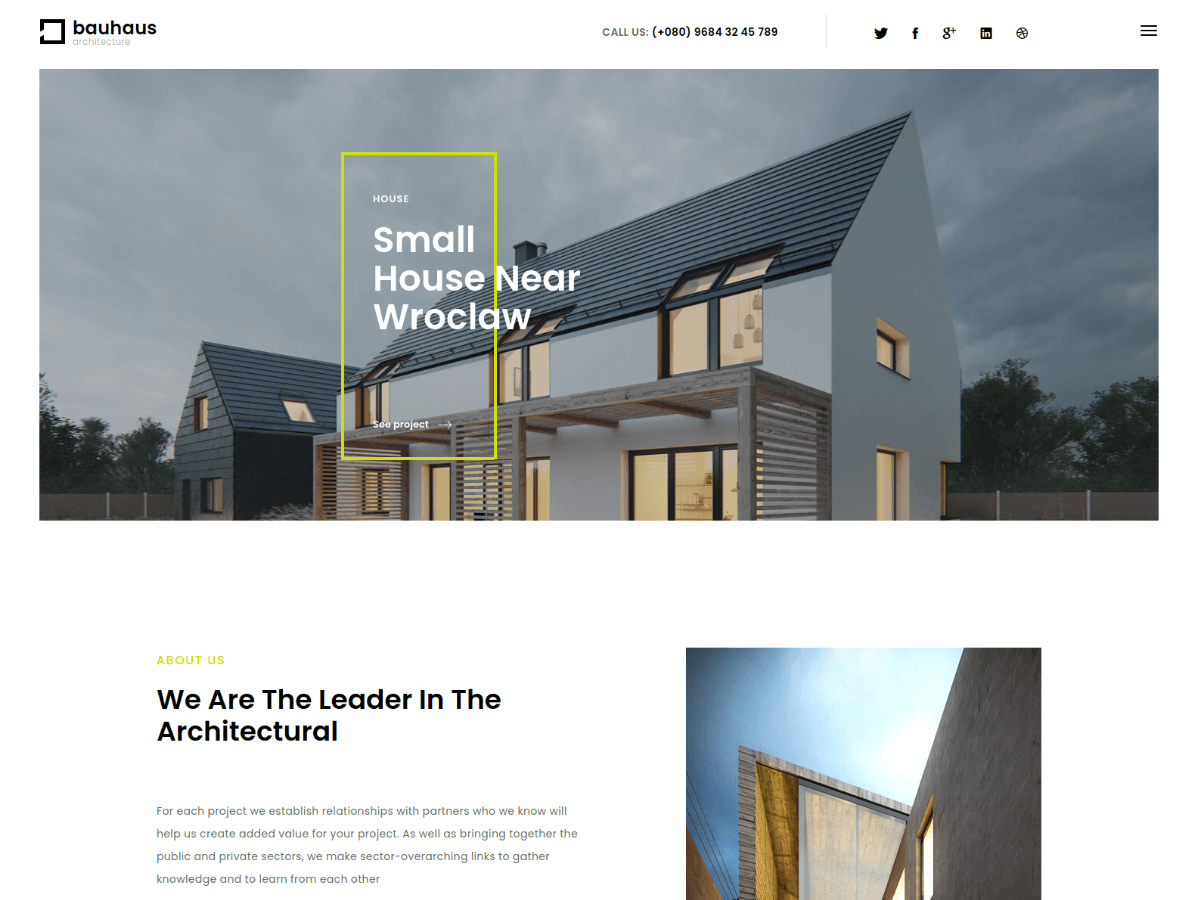 bauhaus
architecture
CALL US: (+080) 9684 32 45 789
HOUSE
Small
House Near
Wroclaw
See project
ABOUT US
We Are The Leader In The
Architectural
For each project we establish relationships with partners who we know will
help us create added value for your project. As well as bringing together the
public and private sectors, we make sector-overarching links to gather
knowledge and to learn from each other